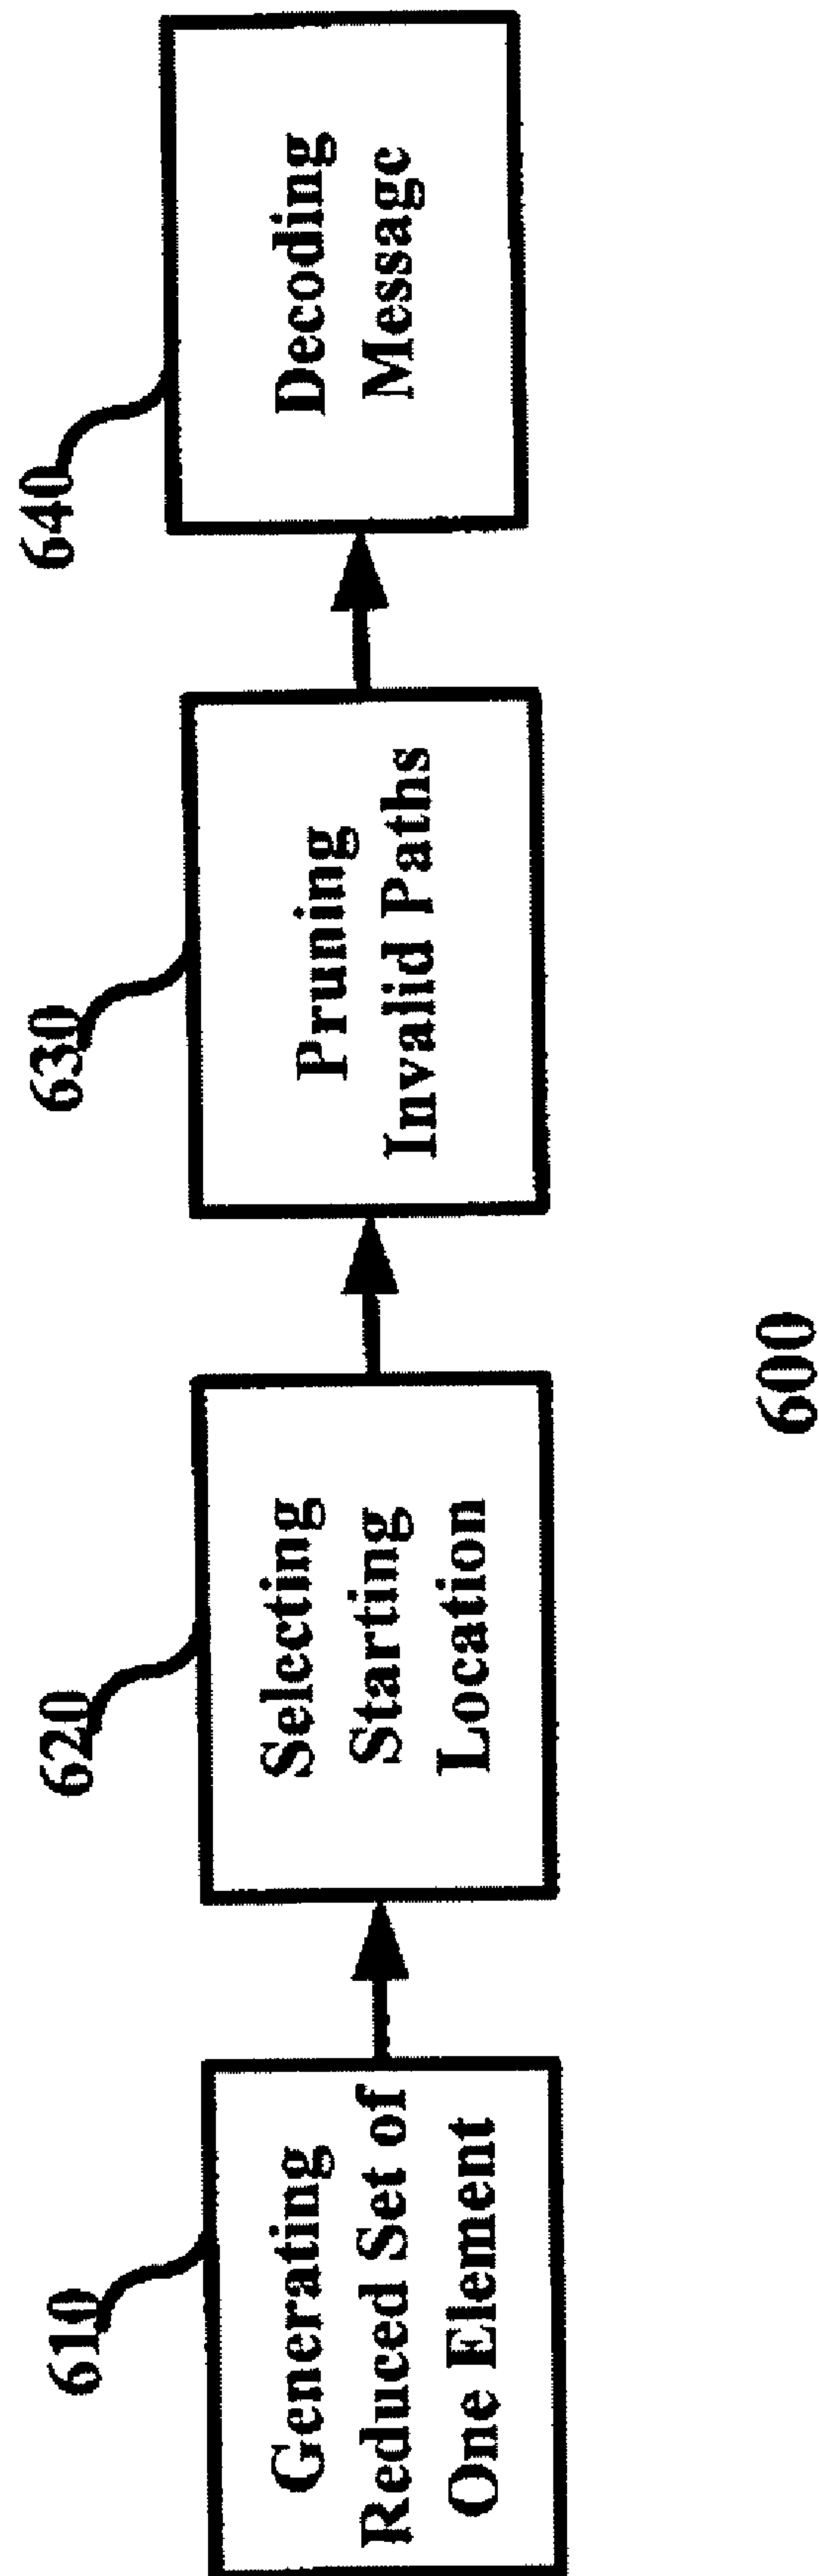 610
Generating
Reduced Set of
One Element
620
Selecting
Starting
Location
630
Pruning
Invalid Paths
640
Decoding
Message
600